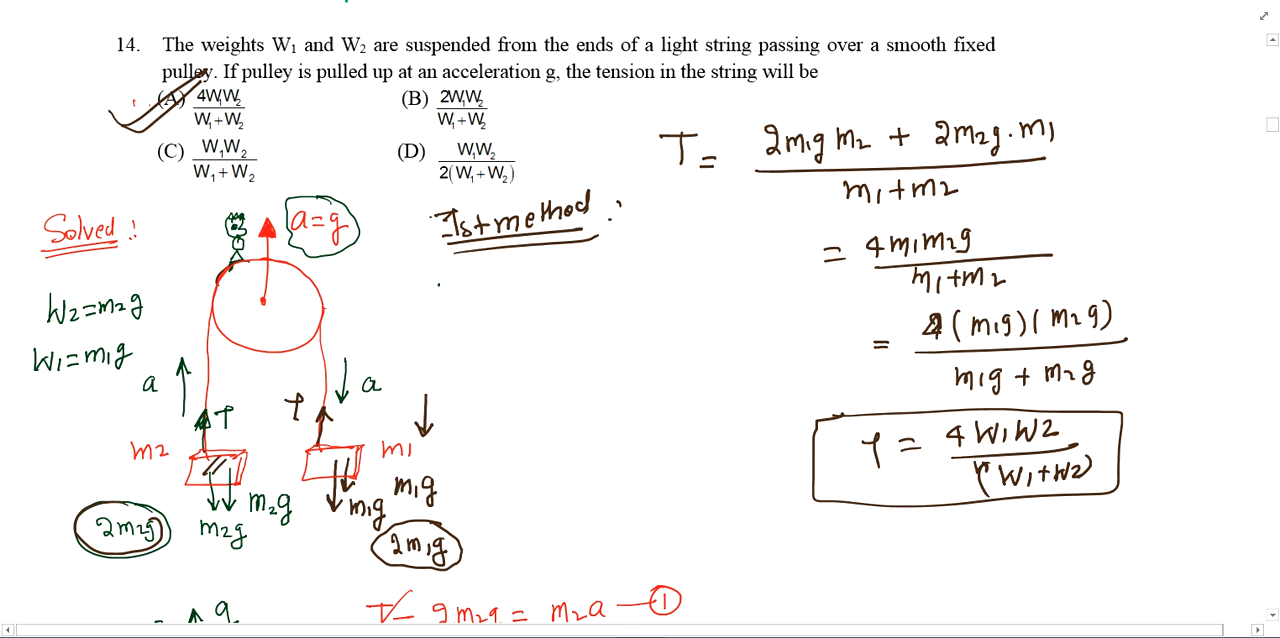 14. The weights W₁ and W₂ are suspended from the ends of a light string passing over a smooth fixed
pulley. If pulley is pulled up at an acceleration g, the tension in the string will be
(A) 4W₁W₂ / W₁+W₂ (B) 2W₁W₂ / W₁+W₂
(C) W₁W₂ / W₁+W₂ (D) W₁W₂ / 2(W₁+W₂)
Solved :
a=g
Ist method :
W2=m2g
W1=m1g
a
T
T
a
m2
m1
m2g
m2g
2m2g
m1g
m1g
2m1g
T = 2m1g m2 + 2m2g·m1 / m1+m2
= 4m1m2g / m1+m2
= 4(m1g)(m2g) / m1g + m2g
T = 4W1W2 / (W1+W2)
T - 2m2g = m2a — ①